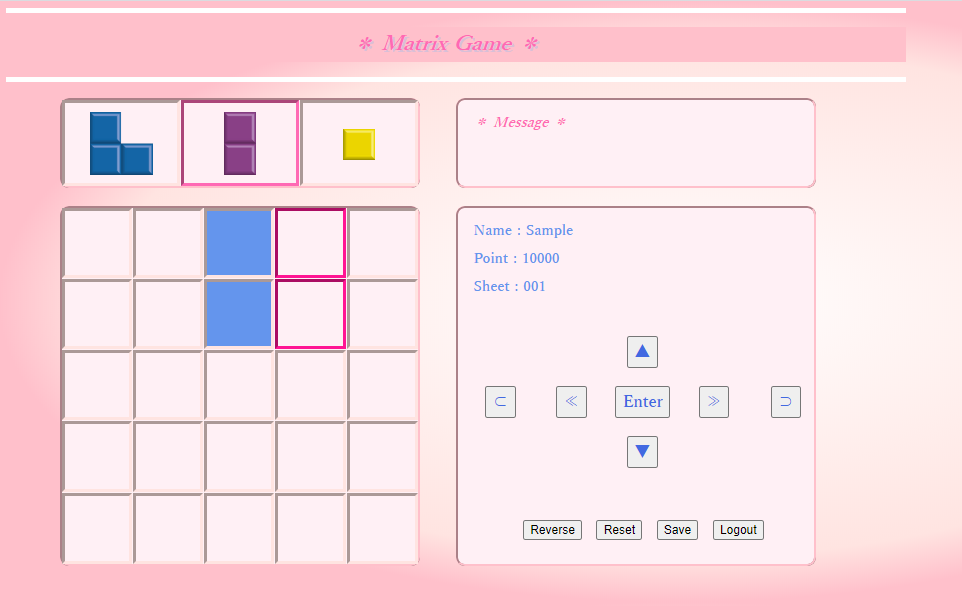 ✼ Matrix Game ✼
✼ Message ✼
Name : Sample
Point : 10000
Sheet : 001
▲
⊂ ≪ Enter ≫ ⊃
▼
Reverse Reset Save Logout